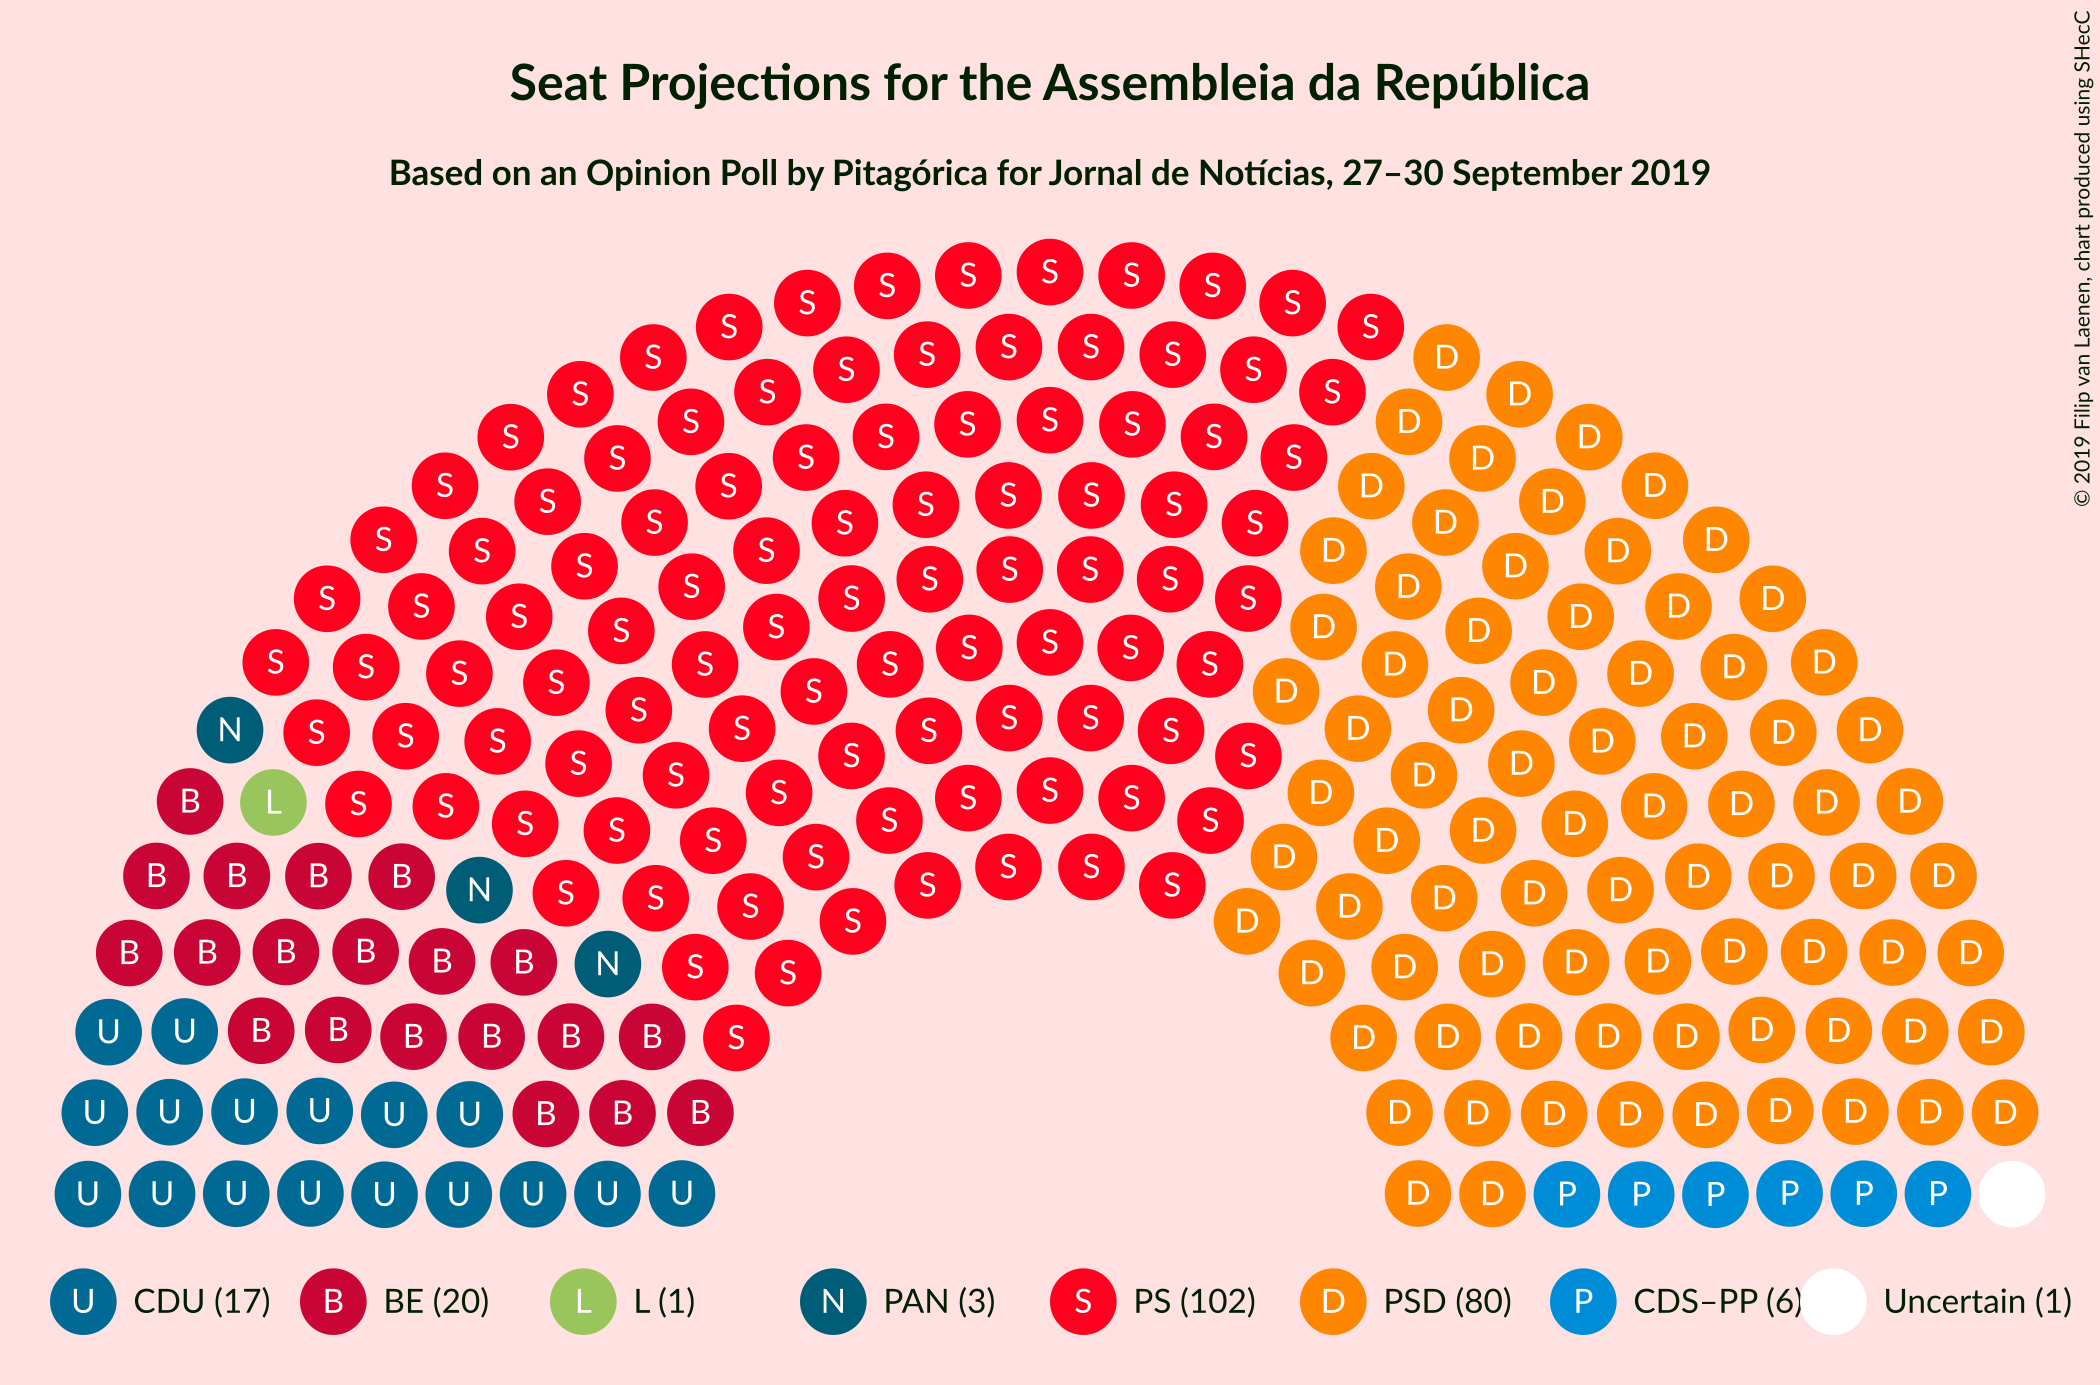 Seat Projections for the Assembleia da República
Based on an Opinion Poll by Pitagórica for Jornal de Notícias, 27–30 September 2019
© 2019 Filip van Laenen, chart produced using SHecC
S S S S S S S S S
S S D
S S S S S S S S
S S D
S S D
S S S S S S S
S S D
S S D
S S D
S S S S S S
S S D
S S D
S S D
S S D
S S S S S S
S S D
S S D
S S D
N S S S S S S S S S S S S D D D D D D D
B L S S S S S S S S S S S S D D D D D D D D
B B B B N S S S S S S S S D D D D D D D D D
B B B B B B N S S D D D D D D D D D
U U B B B B B B S D D D D D D D D D
U U U U U U B B B D D D D D D D D D
U U U U U U U U U D D P P P P P P
U CDU (17) B BE (20) L L (1) N PAN (3) S PS (102) D PSD (80) P CDS–PP (6) Uncertain (1)